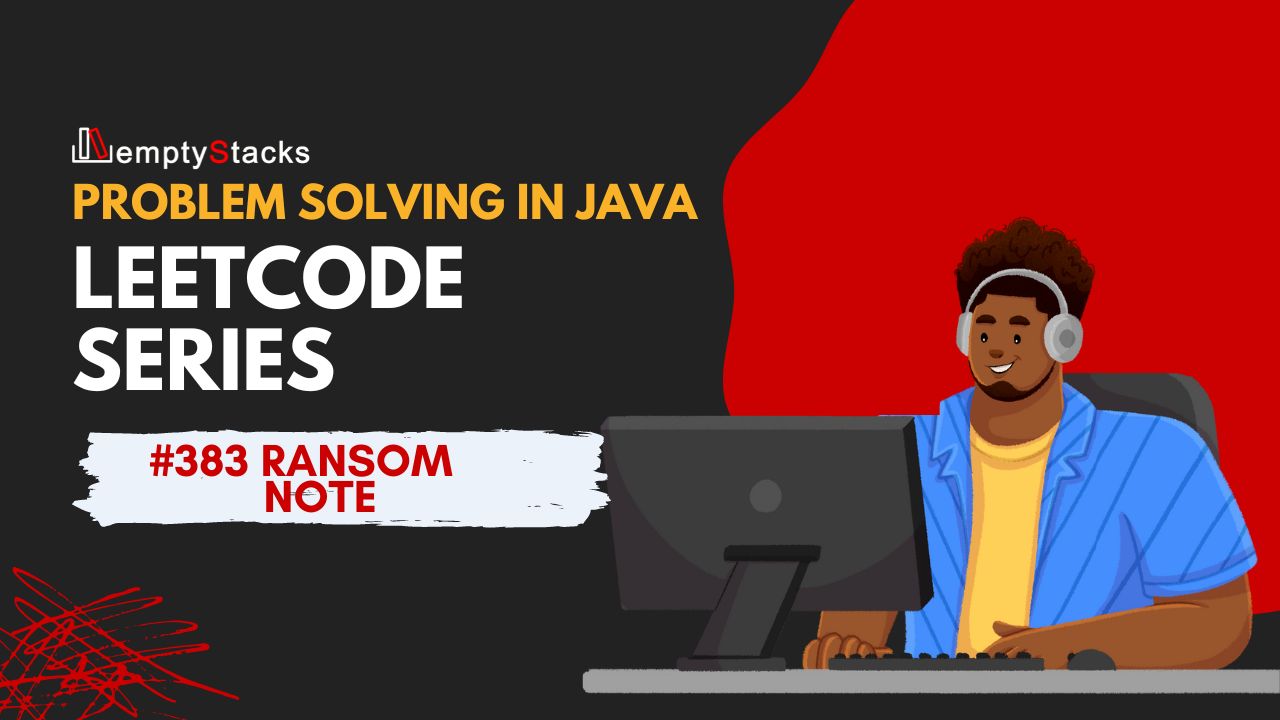 emptyStacks
PROBLEM SOLVING IN JAVA
LEETCODE
SERIES
#383 RANSOM
NOTE